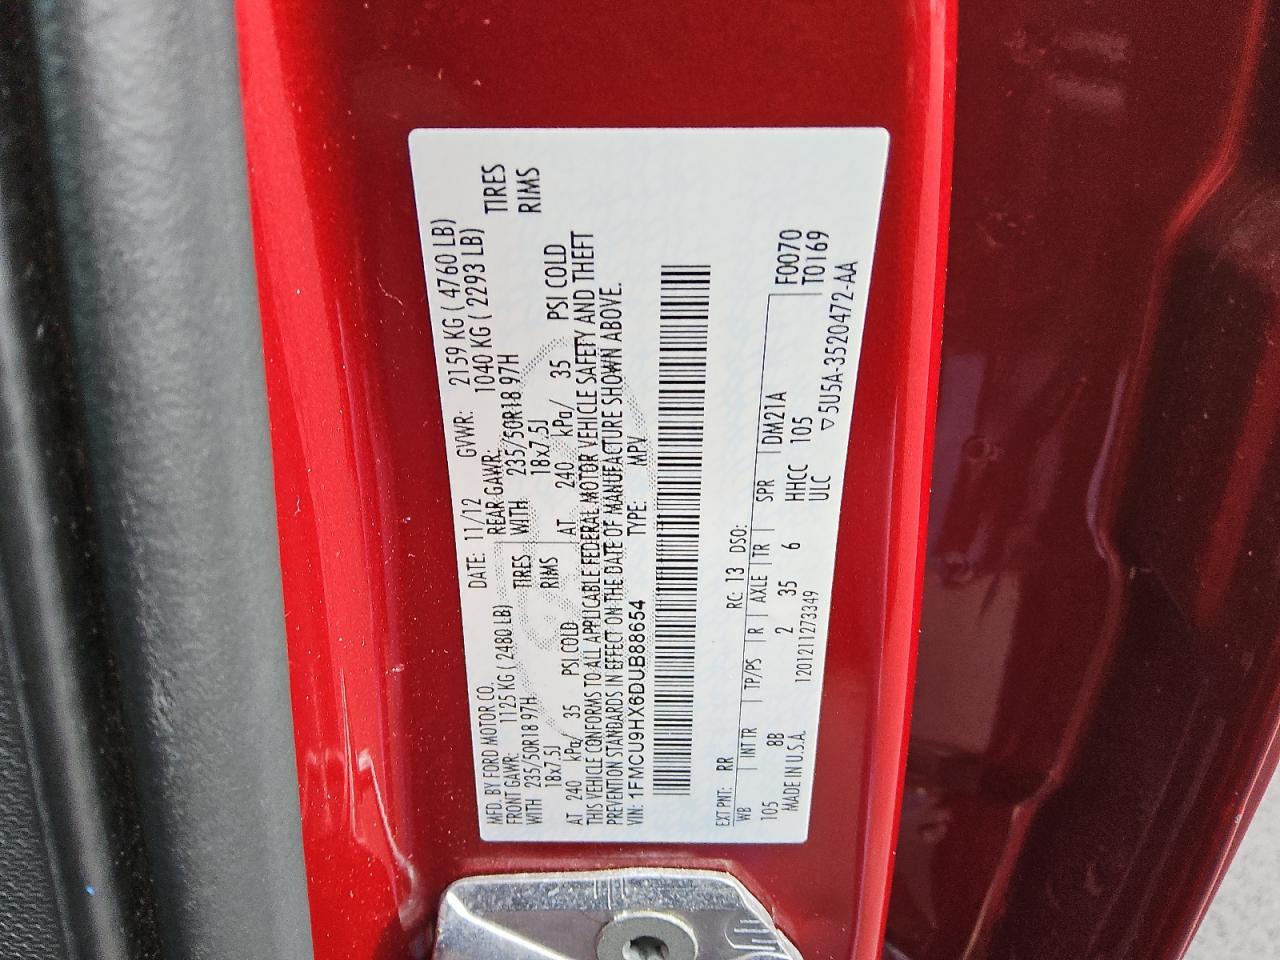 MFD. BY FORD MOTOR CO. DATE: 11/12 GVWR: 2159 KG ( 4760 LB)
FRONT GAWR: 1125 KG ( 2480 LB) REAR GAWR: 1040 KG ( 2293 LB)
WITH 235/50R18 97H TIRES WITH 235/50R18 97H TIRES
18x7.5J RIMS 18x7.5J RIMS
AT 240 kPa/ 35 PSI COLD AT 240 kPa/ 35 PSI COLD
THIS VEHICLE CONFORMS TO ALL APPLICABLE FEDERAL MOTOR VEHICLE SAFETY AND THEFT
PREVENTION STANDARDS IN EFFECT ON THE DATE OF MANUFACTURE SHOWN ABOVE.
VIN: 1FMCU9HX6DUB88654 TYPE: MPV
EXT PNT: RR RC: 13 DSO:
WB INT TR TP/PS R AXLE TR SPR DM21A F0070
105 8B 2 35 6 HHCC 105 T0169
MADE IN U.S.A. 1201211273349 ULC ▽5U5A-3520472-AA